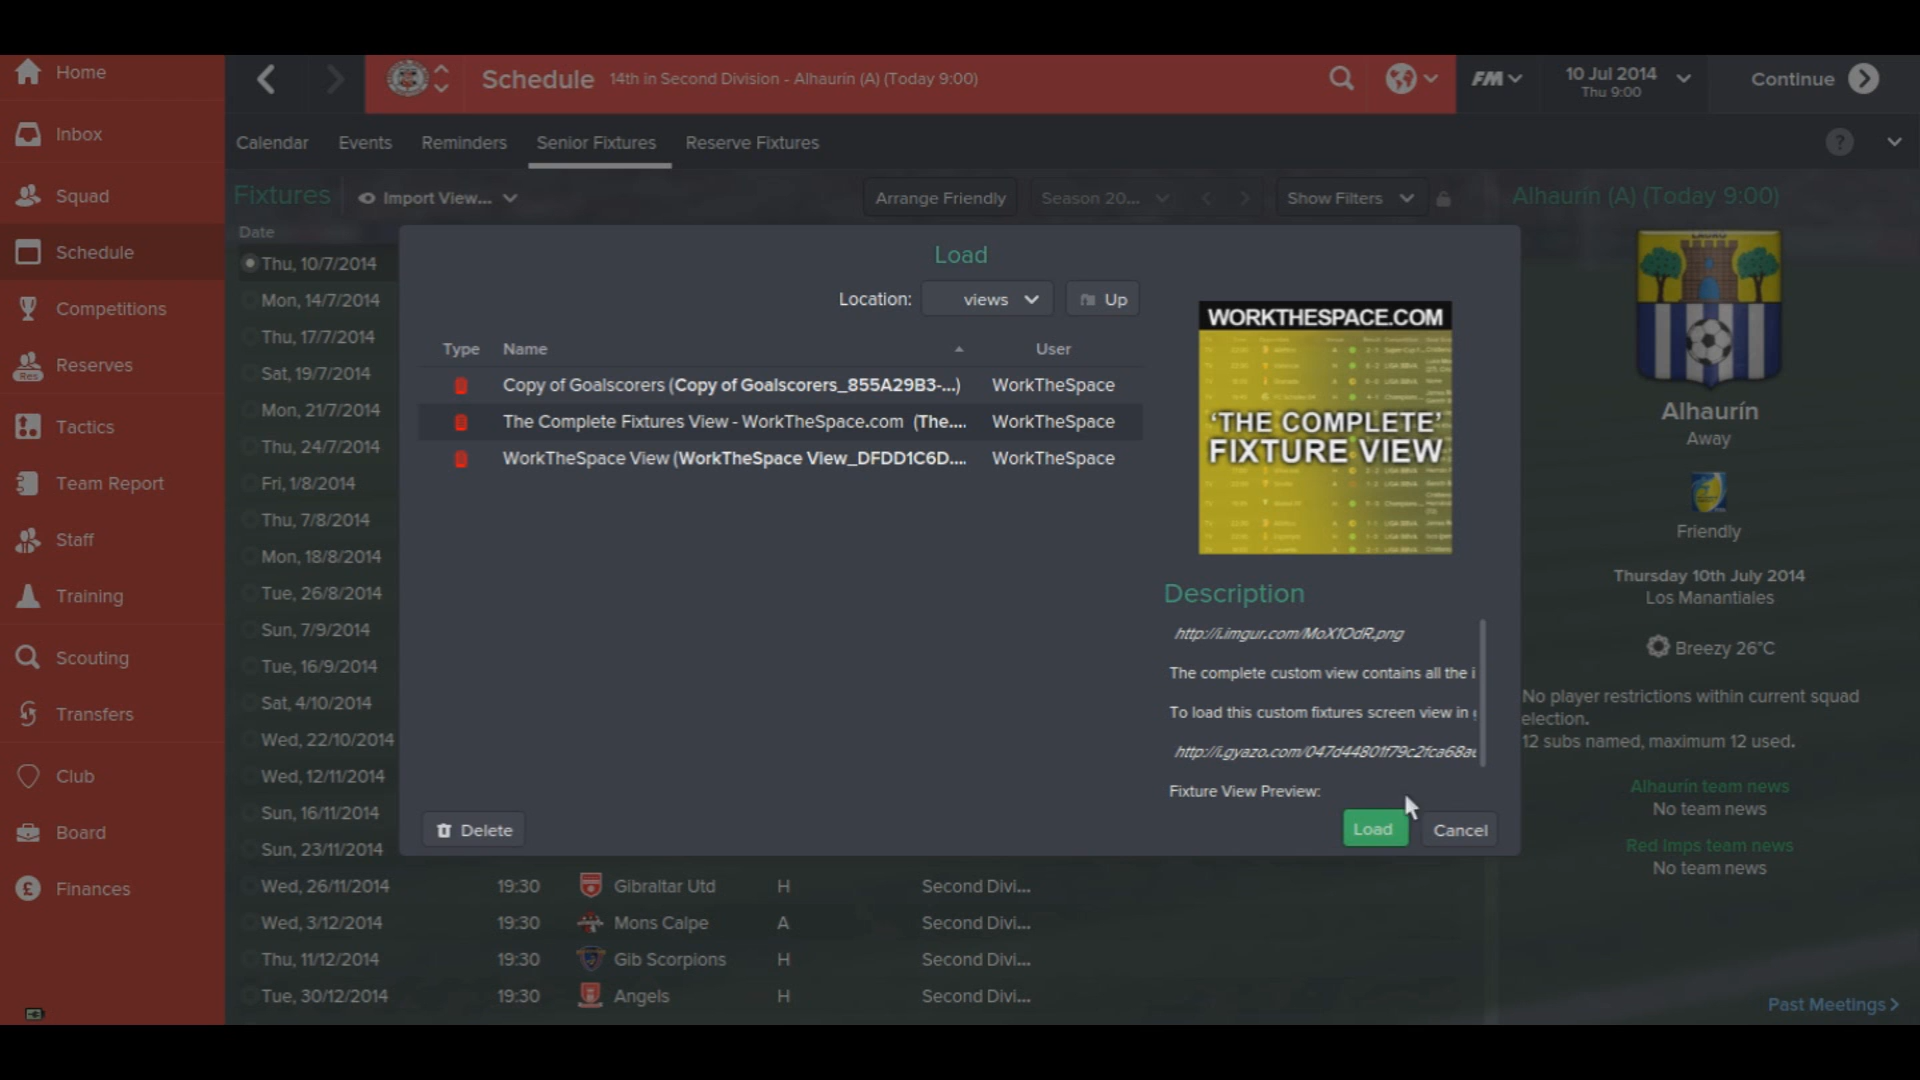 Home
Inbox
Squad
Schedule
Competitions
Reserves
Res
Tactics
Team Report
Staff
Training
Scouting
Transfers
Club
Board
Finances
Schedule 14th in Second Division - Alhaurín (A) (Today 9:00)
FM
10 Jul 2014
Thu 9:00
Continue
Calendar Events Reminders Senior Fixtures Reserve Fixtures
?
Fixtures Import View...
Arrange Friendly Season 20... Show Filters
Date
Thu, 10/7/2014
Mon, 14/7/2014
Thu, 17/7/2014
Sat, 19/7/2014
Mon, 21/7/2014
Thu, 24/7/2014
Fri, 1/8/2014
Thu, 7/8/2014
Mon, 18/8/2014
Tue, 26/8/2014
Sun, 7/9/2014
Tue, 16/9/2014
Sat, 4/10/2014
Wed, 22/10/2014
Wed, 12/11/2014
Sun, 16/11/2014
Sun, 23/11/2014
Wed, 26/11/2014 19:30 Gibraltar Utd H Second Divi...
Wed, 3/12/2014 19:30 Mons Calpe A Second Divi...
Thu, 11/12/2014 19:30 Gib Scorpions H Second Divi...
Tue, 30/12/2014 19:30 Angels H Second Divi...
Load
Location: views Up
Type Name User
Copy of Goalscorers (Copy of Goalscorers_855A29B3-...) WorkTheSpace
The Complete Fixtures View - WorkTheSpace.com (The.... WorkTheSpace
WorkTheSpace View (WorkTheSpace View_DFDD1C6D.... WorkTheSpace
WORKTHESPACE.COM
'THE COMPLETE'
FIXTURE VIEW
Description
http://i.imgur.com/MoX1OdR.png
The complete custom view contains all the i
To load this custom fixtures screen view in
http://i.gyazo.com/047d44801f79c2fca68a
Fixture View Preview:
Delete
Load
Cancel
Alhaurín (A) (Today 9:00)
Alhaurín
Away
Friendly
Thursday 10th July 2014
Los Manantiales
Breezy 26°C
No player restrictions within current squad
election.
12 subs named, maximum 12 used.
Alhaurín team news
No team news
Red Imps team news
No team news
Past Meetings >